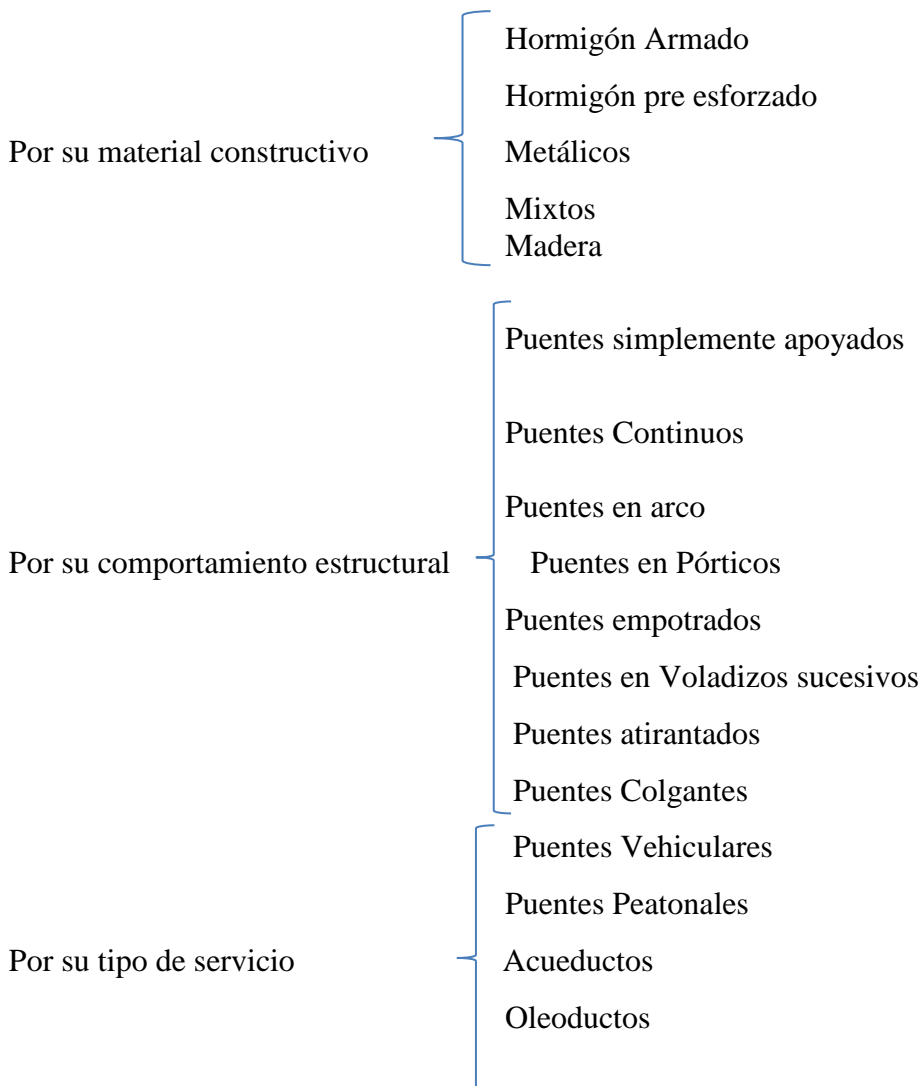 Por su material constructivo
Hormigón Armado
Hormigón pre esforzado
Metálicos
Mixtos
Madera
Por su comportamiento estructural
Puentes simplemente apoyados
Puentes Continuos
Puentes en arco
Puentes en Pórticos
Puentes empotrados
Puentes en Voladizos sucesivos
Puentes atirantados
Puentes Colgantes
Por su tipo de servicio
Puentes Vehiculares
Puentes Peatonales
Acueductos
Oleoductos